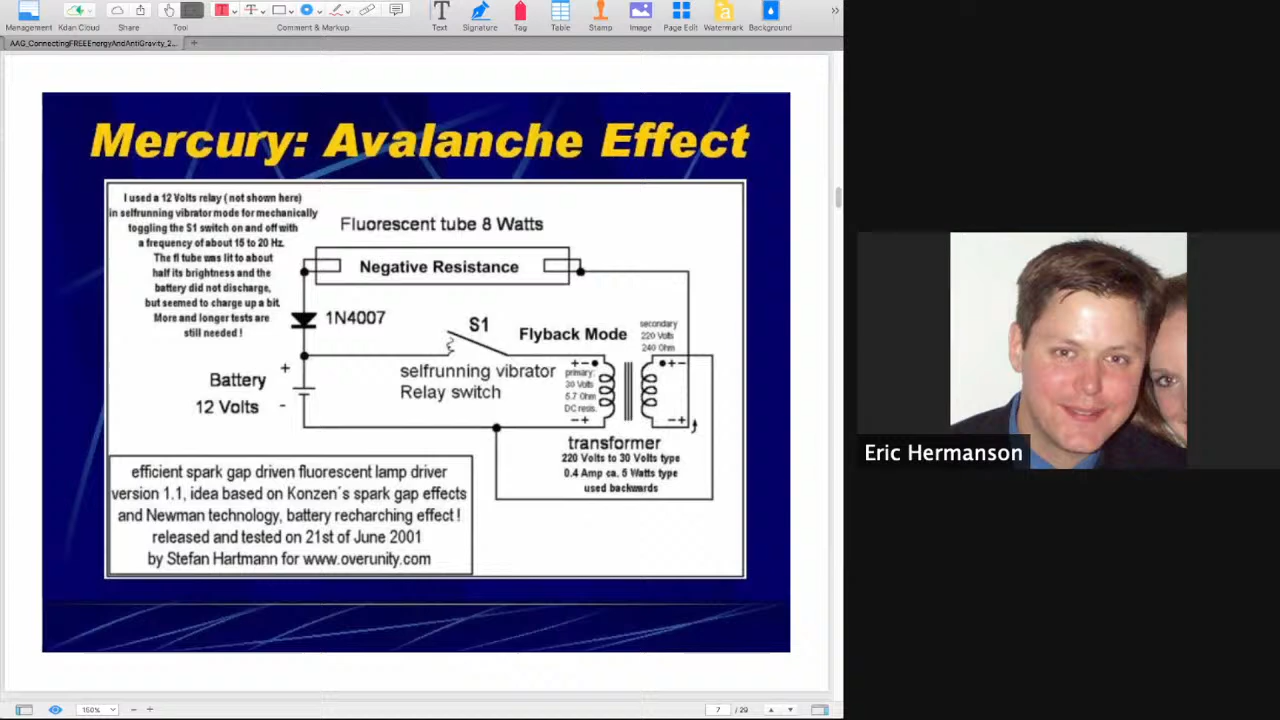 Management
Kdan Cloud
Share
Tool
Comment & Markup
Text
Signature
Tag
Table
Stamp
Image
Page Edit
Watermark
Background
AAG_ConnectingFREEEnergyAndAntiGravity_2...
Mercury: Avalanche Effect
I used a 12 Volts relay ( not shown here)
in selfrunning vibrator mode for mechanically
toggling the S1 switch on and off with
a frequency of about 15 to 20 Hz.
The fl tube was lit to about
half its brightness and the
battery did not discharge,
but seemed to charge up a bit.
More and longer tests are
still needed !
Fluorescent tube 8 Watts
Negative Resistance
1N4007
S1
Flyback Mode
secondary
220 Volts
240 Ohm
+
Battery
12 Volts
-
selfrunning vibrator
Relay switch
+-
primary:
30 Volts
5.7 Ohm
DC resis.
-+
+-
-+
transformer
220 Volts to 30 Volts type
0.4 Amp ca. 5 Watts type
used backwards
efficient spark gap driven fluorescent lamp driver
version 1.1, idea based on Konzen´s spark gap effects
and Newman technology, battery recharching effect !
released and tested on 21st of June 2001
by Stefan Hartmann for www.overunity.com
Eric Hermanson
150%
7 / 29